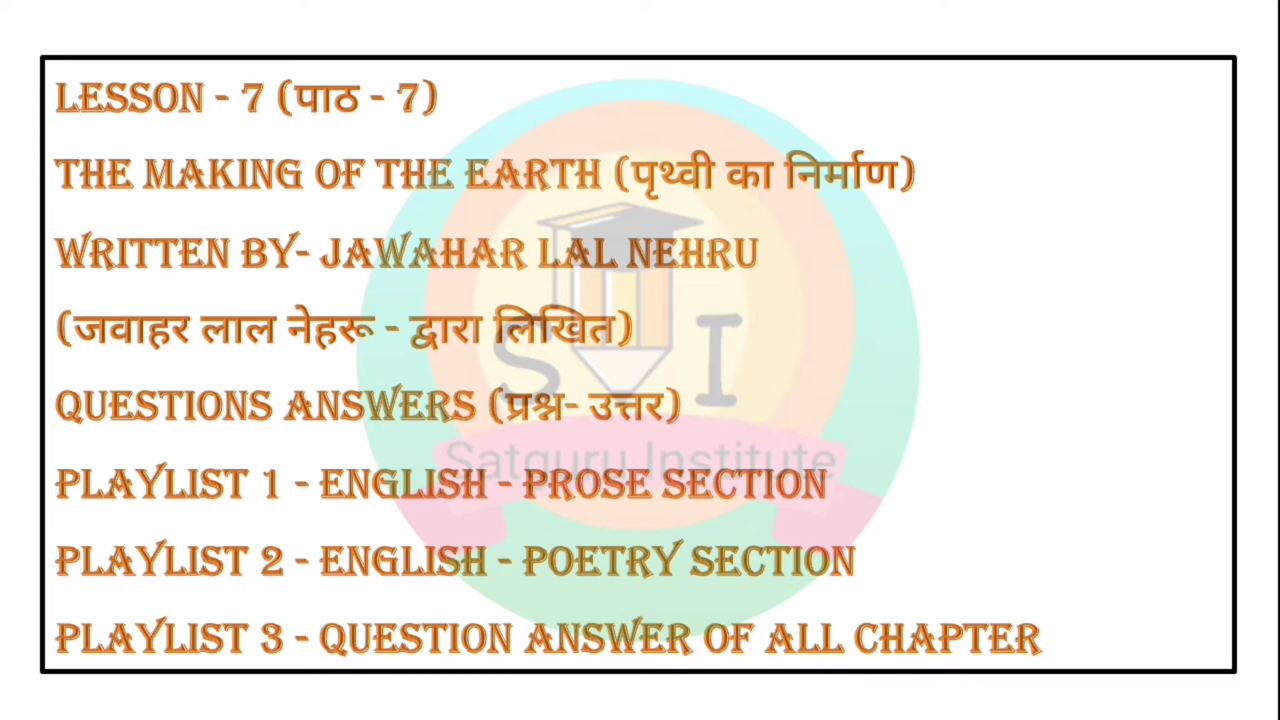 LESSON - 7 (पाठ - 7)
THE MAKING OF THE EARTH (पृथ्वी का निर्माण)
WRITTEN BY- JAWAHAR LAL NEHRU
(जवाहर लाल नेहरू - द्वारा लिखित)
QUESTIONS ANSWERS (प्रश्न- उत्तर)
PLAYLIST 1 - ENGLISH - PROSE SECTION
PLAYLIST 2 - ENGLISH - POETRY SECTION
PLAYLIST 3 - QUESTION ANSWER OF ALL CHAPTER
S I
Satguru Institute